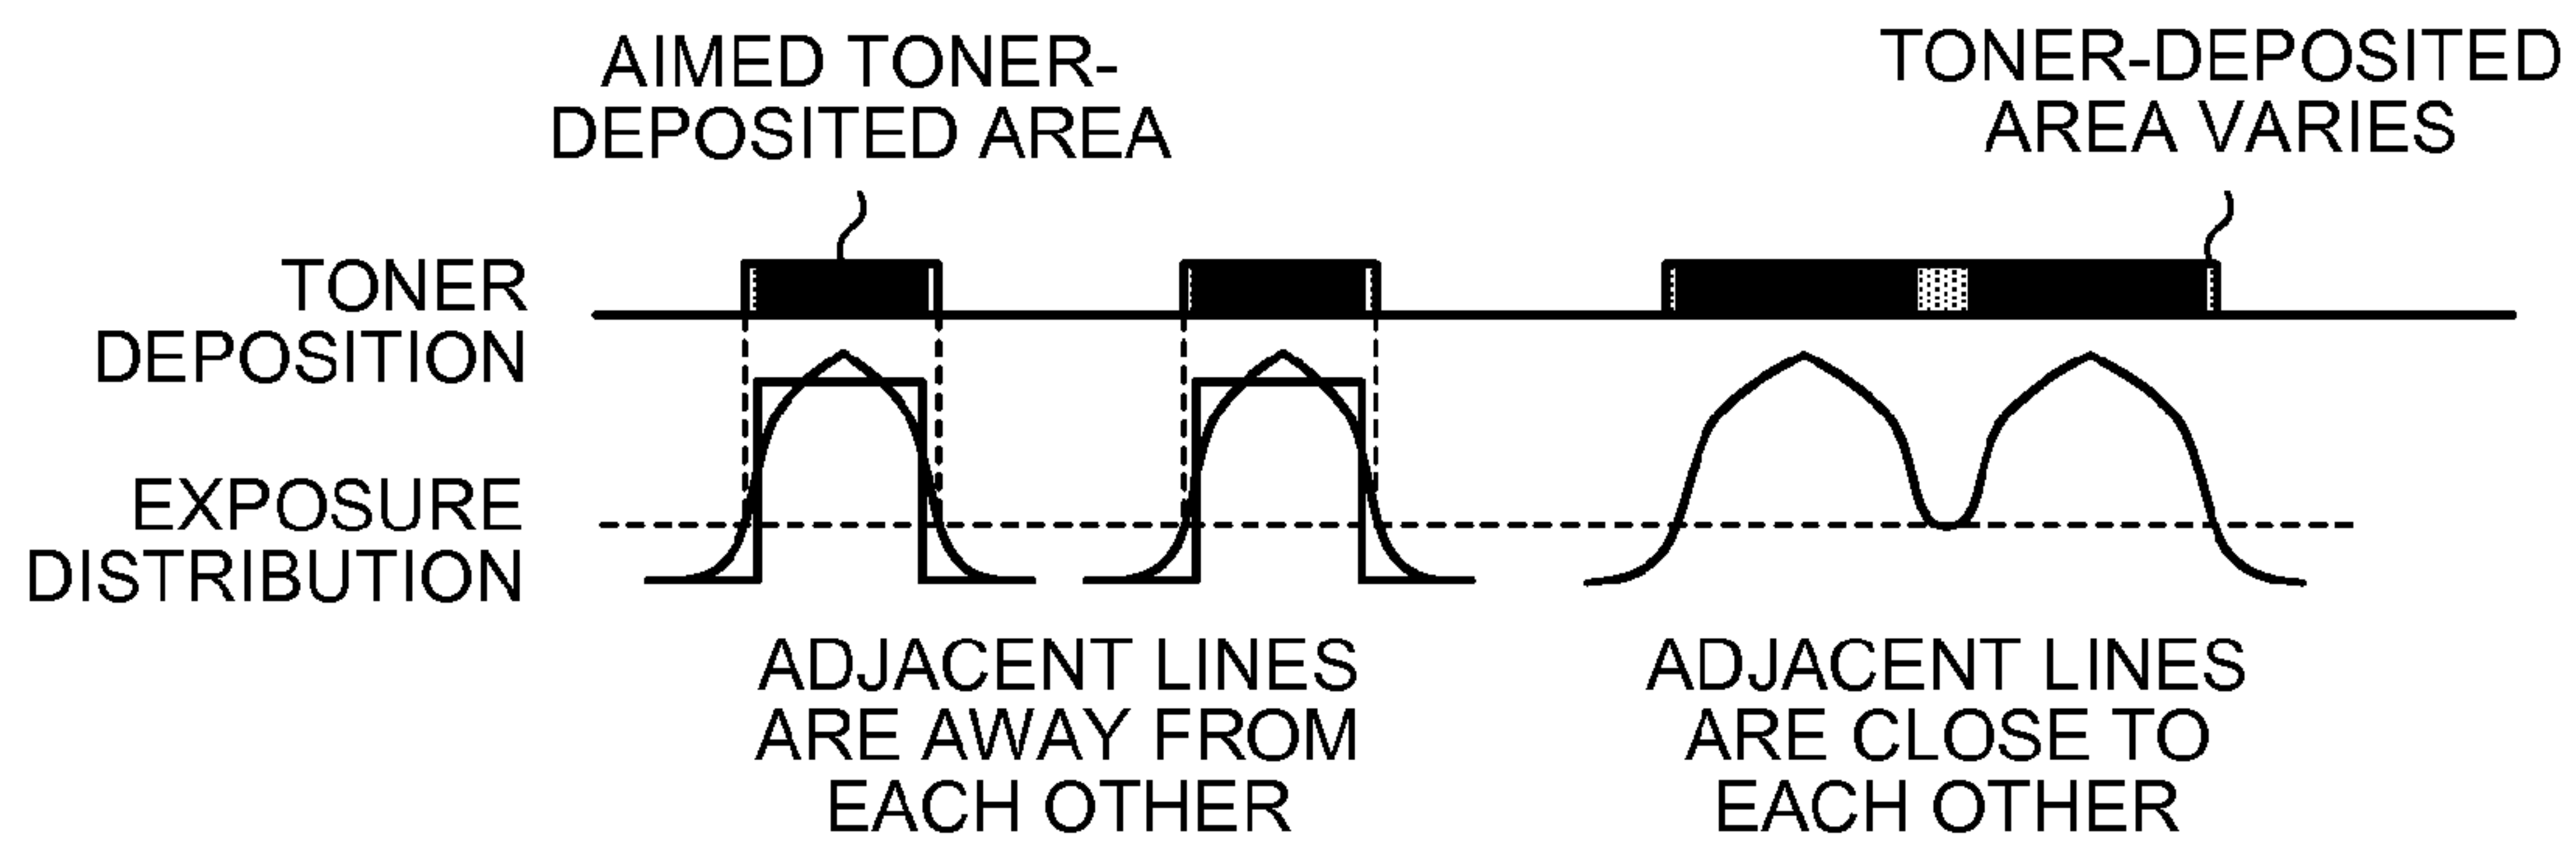 AIMED TONER-
DEPOSITED AREA
TONER-DEPOSITED
AREA VARIES
TONER
DEPOSITION
EXPOSURE
DISTRIBUTION
ADJACENT LINES
ARE AWAY FROM
EACH OTHER
ADJACENT LINES
ARE CLOSE TO
EACH OTHER